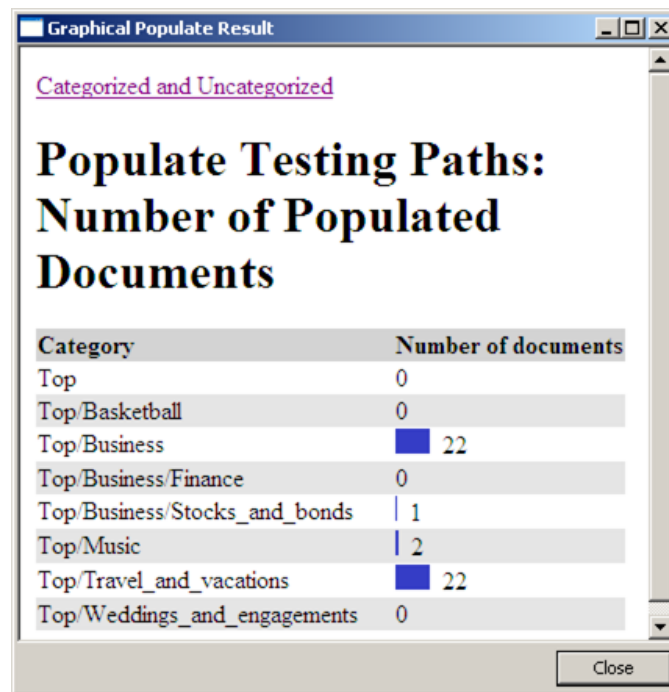 Graphical Populate Result
Categorized and Uncategorized
Populate Testing Paths:
Number of Populated
Documents
Category Number of documents
Top 0
Top/Basketball 0
Top/Business 22
Top/Business/Finance 0
Top/Business/Stocks_and_bonds 1
Top/Music 2
Top/Travel_and_vacations 22
Top/Weddings_and_engagements 0
Close